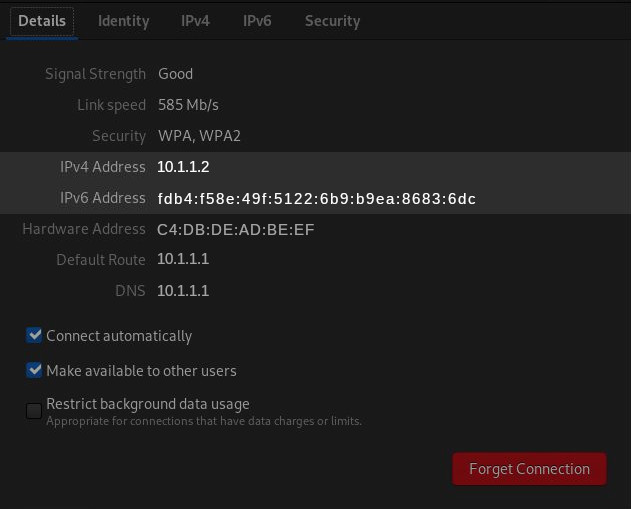 Details Identity IPv4 IPv6 Security
Signal Strength Good
Link speed 585 Mb/s
Security WPA, WPA2
IPv4 Address 10.1.1.2
IPv6 Address fdb4:f58e:49f:5122:6b9:b9ea:8683:6dc
Hardware Address C4:DB:DE:AD:BE:EF
Default Route 10.1.1.1
DNS 10.1.1.1
Connect automatically
Make available to other users
Restrict background data usage
Appropriate for connections that have data charges or limits.
Forget Connection